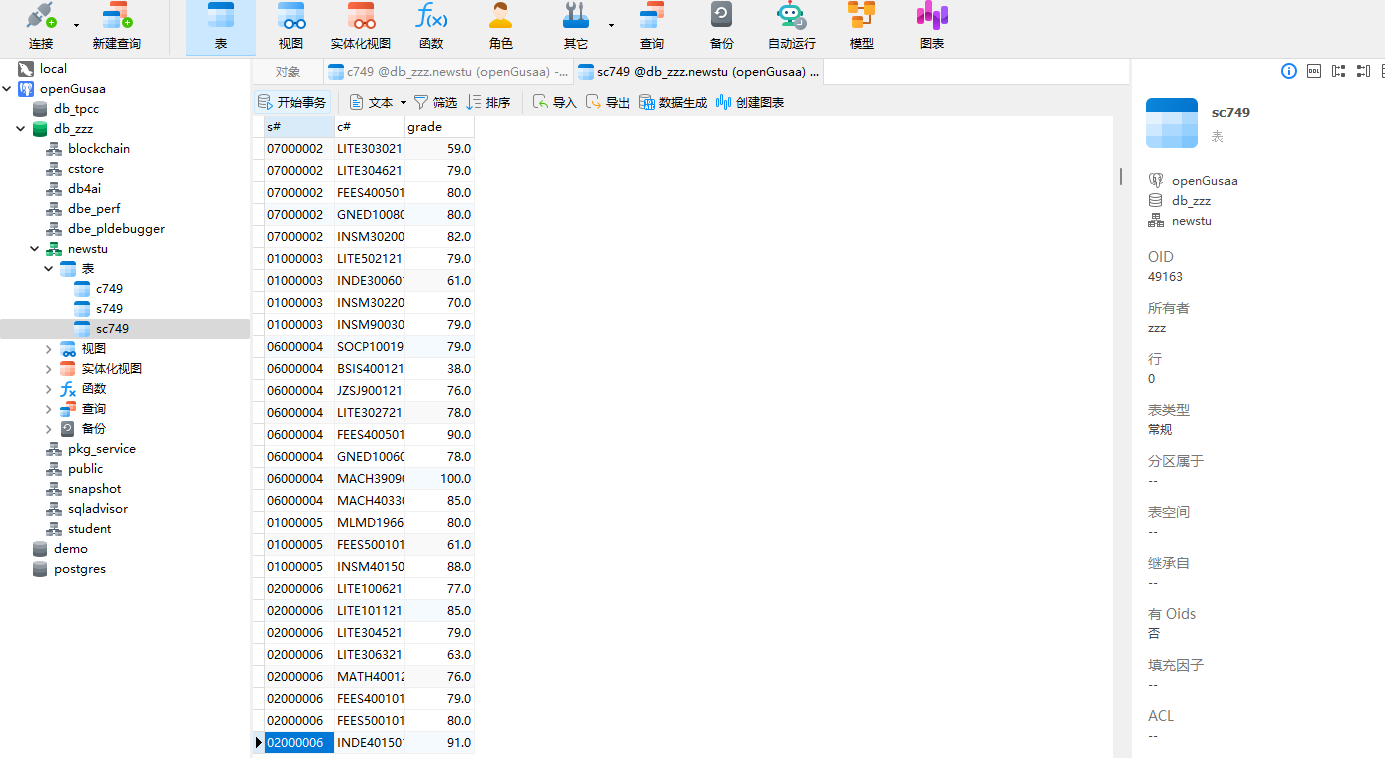 连接 新建查询 表 视图 实体化视图 函数 角色 其它 查询 备份 自动运行 模型 图表
local
openGusaa
db_tpcc
db_zzz
blockchain
cstore
db4ai
dbe_perf
dbe_pldebugger
newstu
表
c749
s749
sc749
视图
实体化视图
函数
查询
备份
pkg_service
public
snapshot
sqladvisor
student
demo
postgres
对象 c749 @db_zzz.newstu (openGusaa) -... sc749 @db_zzz.newstu (openGusaa) ...
开始事务 文本 筛选 排序 导入 导出 数据生成 创建图表
s# c# grade
07000002 LITE303021 59.0
07000002 LITE304621 79.0
07000002 FEES400501 80.0
07000002 GNED10080 80.0
07000002 INSM30200 82.0
01000003 LITE502121 79.0
01000003 INDE30060 61.0
01000003 INSM30220 70.0
01000003 INSM90030 79.0
06000004 SOCP10019 79.0
06000004 BSIS400121 38.0
06000004 JZSJ900121 76.0
06000004 LITE302721 78.0
06000004 FEES400501 90.0
06000004 GNED10060 78.0
06000004 MACH3909 100.0
06000004 MACH4033 85.0
01000005 MLMD1966 80.0
01000005 FEES500101 61.0
01000005 INSM40150 88.0
02000006 LITE100621 77.0
02000006 LITE101121 85.0
02000006 LITE304521 79.0
02000006 LITE306321 63.0
02000006 MATH40012 76.0
02000006 FEES400101 79.0
02000006 FEES500101 80.0
02000006 INDE40150 91.0
DDL
sc749
表
openGusaa
db_zzz
newstu
OID
49163
所有者
zzz
行
0
表类型
常规
分区属于
--
表空间
--
继承自
--
有 Oids
否
填充因子
--
ACL
--